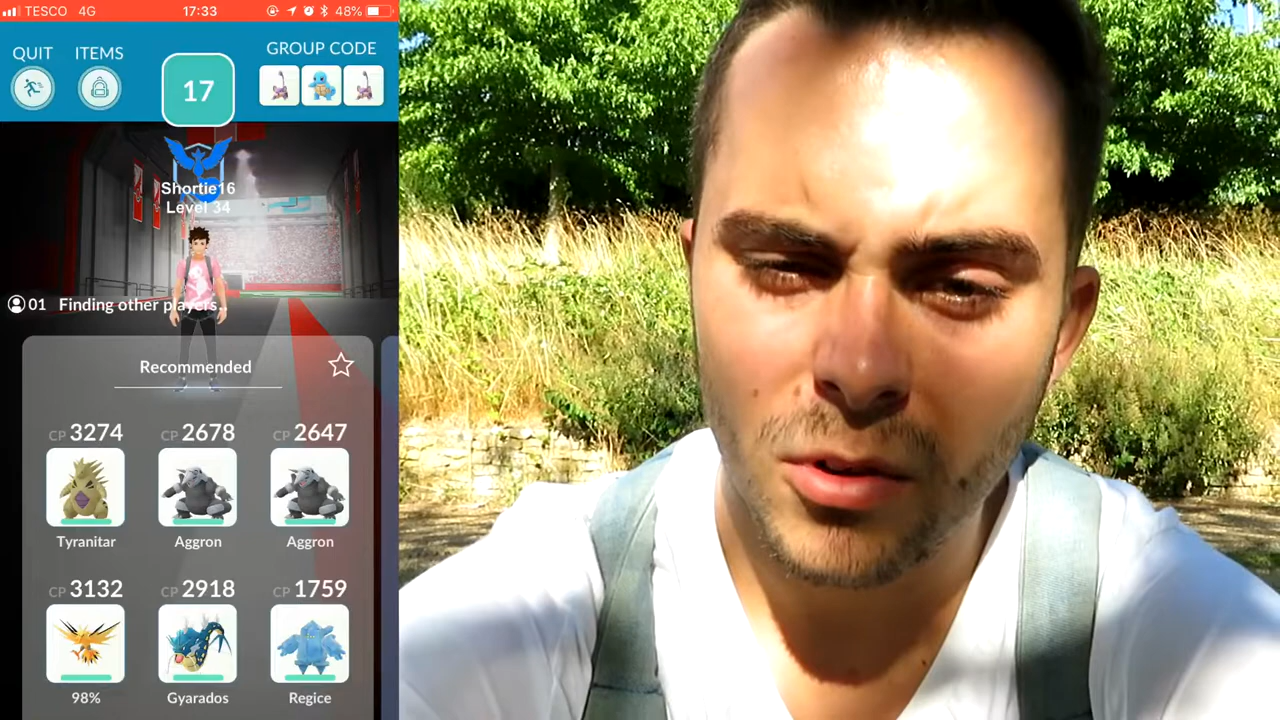 TESCO 4G 17:33 48%
QUIT ITEMS GROUP CODE
17
Shortie16
Level 34
01 Finding other players...
Recommended
CP 3274 CP 2678 CP 2647
Tyranitar Aggron Aggron
CP 3132 CP 2918 CP 1759
98% Gyarados Regice